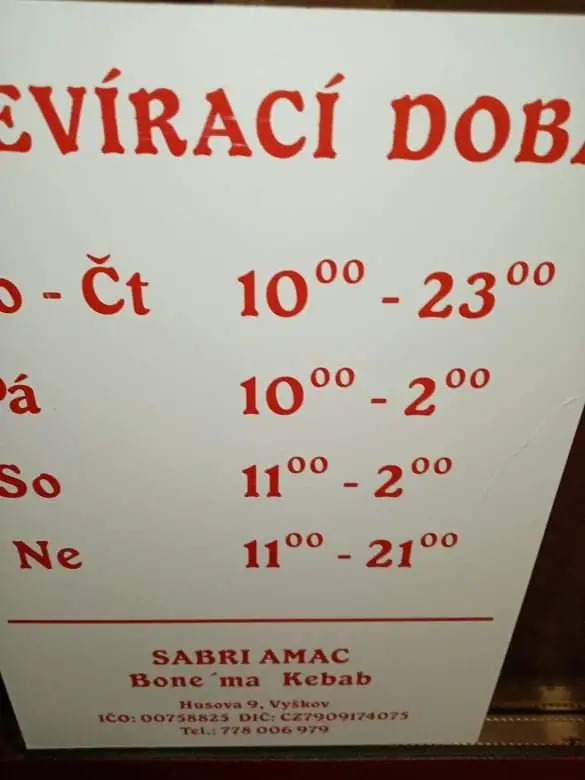 EVÍRACÍ DOBA
o - Čt 10⁰⁰ - 23⁰⁰
Pá 10⁰⁰ - 2⁰⁰
So 11⁰⁰ - 2⁰⁰
Ne 11⁰⁰ - 21⁰⁰
SABRI AMAC
Bone´ma Kebab
Husova 9, Vyškov
IČO: 00758825 DIČ: CZ7909174075
Tel.: 778 006 979